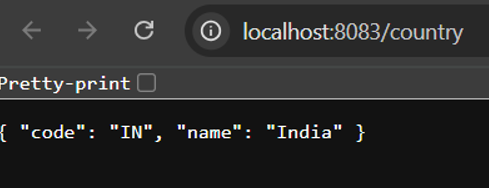 localhost:8083/country
Pretty-print
{ "code": "IN", "name": "India" }